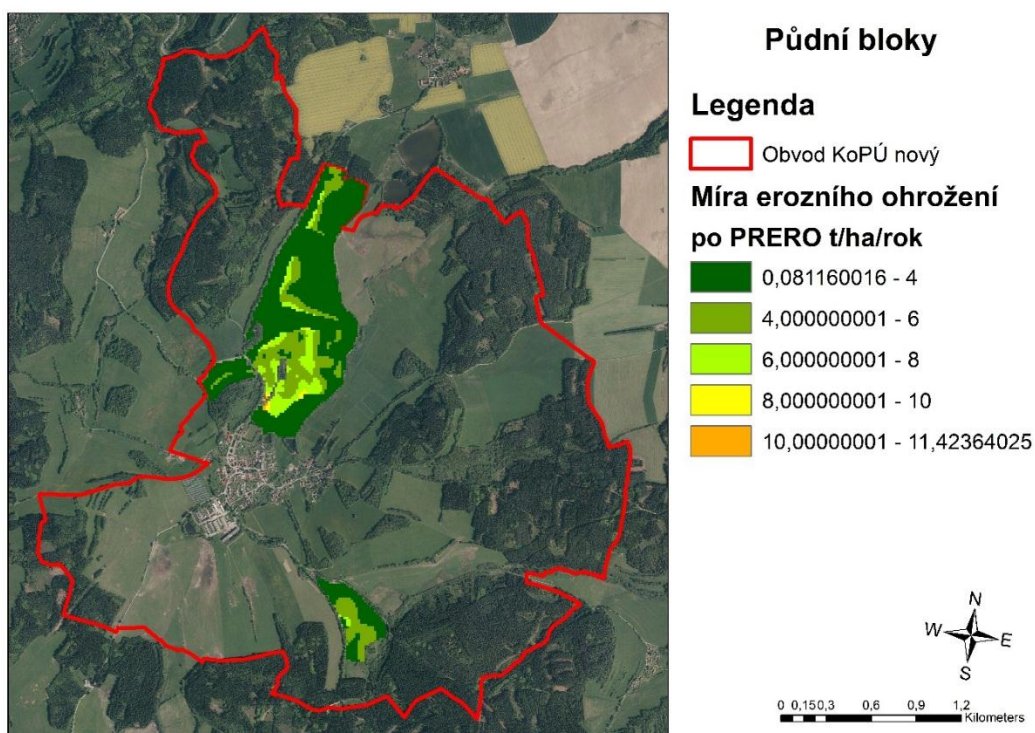 Půdní bloky
Legenda
Obvod KoPÚ nový
Míra erozního ohrožení
po PRERO t/ha/rok
0,081160016 - 4
4,000000001 - 6
6,000000001 - 8
8,000000001 - 10
10,00000001 - 11,42364025
N
W E
S
0 0,150,3 0,6 0,9 1,2
Kilometers